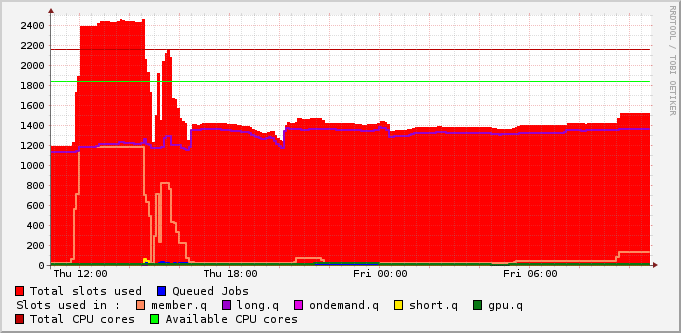 RRDTOOL / TOBI OETIKER
2400
2200
2000
1800
1600
1400
1200
1000
800
600
400
200
0
Thu 12:00 Thu 18:00 Fri 00:00 Fri 06:00
Total slots used Queued Jobs
Slots used in : member.q long.q ondemand.q short.q gpu.q
Total CPU cores Available CPU cores